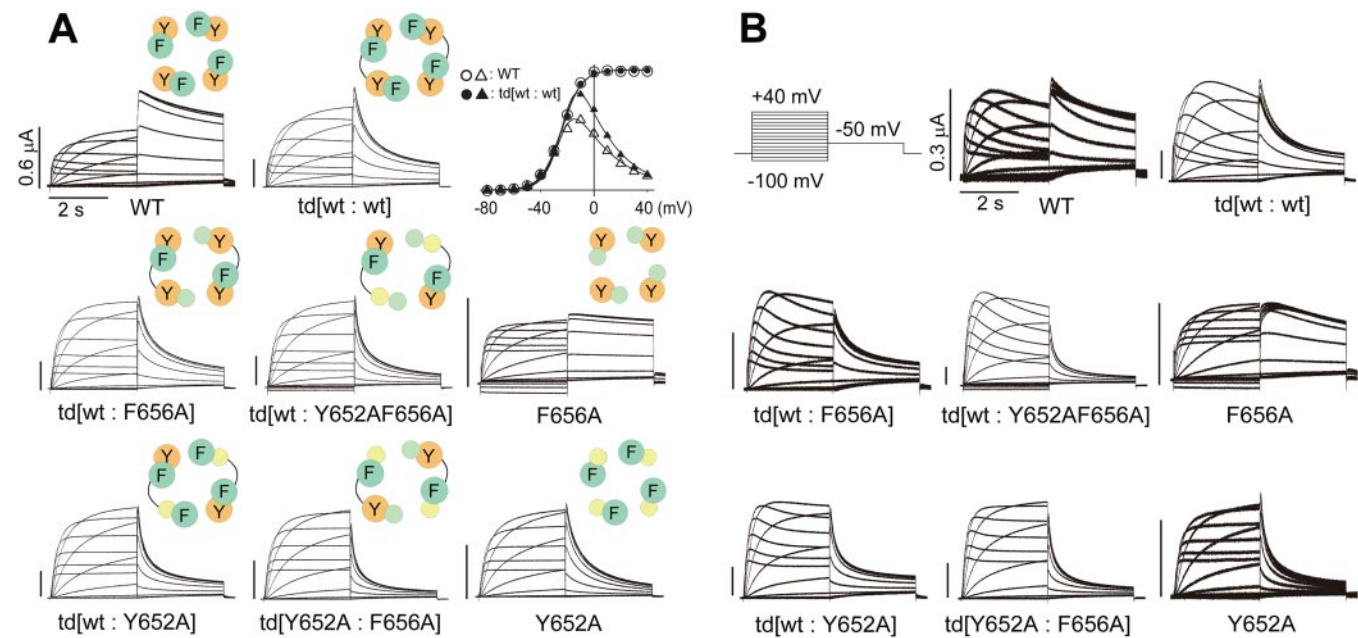 A
Y F Y
F F
Y F Y
0.6 µA
2 s
WT
F Y
Y F
F F
Y F Y
td[wt : wt]
○△: WT
●▲: td[wt : wt]
-80 -40 0 40 (mV)
Y Y
F F
Y Y
td[wt : F656A]
Y
F F
Y
td[wt : Y652AF656A]
Y Y
Y Y
F656A
Y F
F F
F Y
td[wt : Y652A]
Y
F F
Y
td[Y652A : F656A]
F
F F
F
Y652A
B
+40 mV
-50 mV
-100 mV
0.3 µA
2 s
WT
td[wt : wt]
td[wt : F656A]
td[wt : Y652AF656A]
F656A
td[wt : Y652A]
td[Y652A : F656A]
Y652A